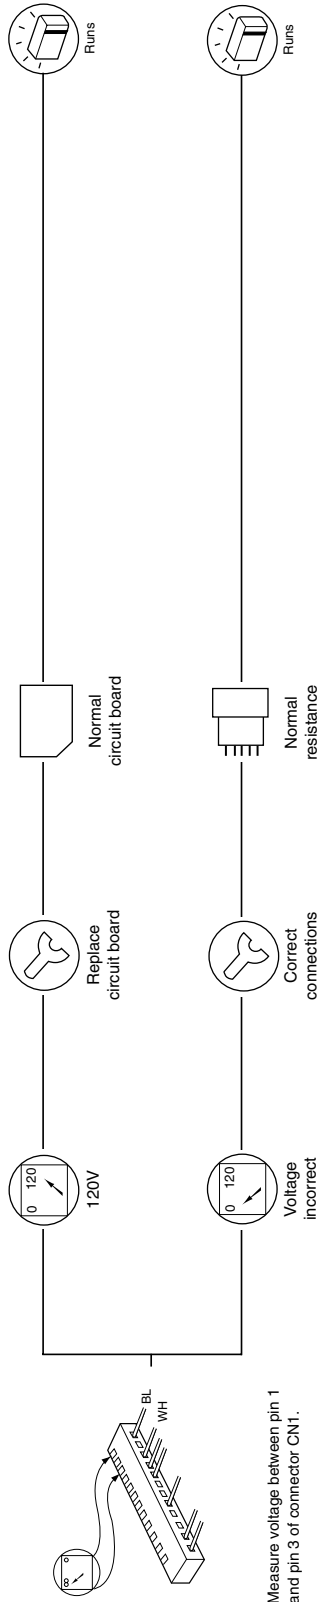 BL
WH
Measure voltage between pin 1
and pin 3 of connector CN1.
0 120
120V
Replace
circuit board
Normal
circuit board
Runs
0 120
Voltage
incorrect
Correct
connections
Normal
resistance
Runs